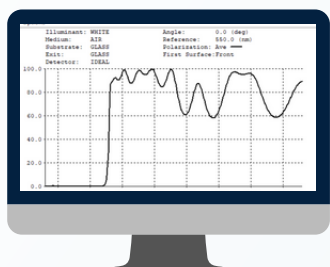 Illuminant: WHITE Angle: 0.0 (deg)
Medium: AIR Reference: 550.0 (nm)
Substrate: GLASS Polarization: Ave
Exit: GLASS First Surface:Front
Detector: IDEAL
100.0
80.0
60.0
40.0
20.0
0.0